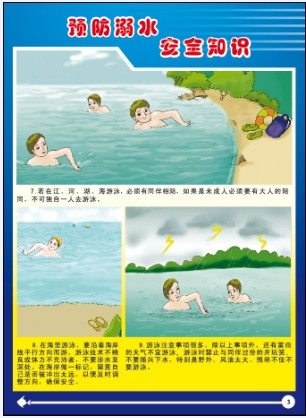 预防溺水
安全知识
7.若在江、河、湖、海游泳，必须有同伴相陪，如果是未成人必须要有大人的陪
同，不可独自一人去游泳。
8.在海里游泳，要沿着海岸
线平行方向而游，游泳技术不精
良或体力不充沛者，不要涉水至
深处。在海岸做一标记，留意自
己是否被冲出太远，以便及时调
整方向，确保安全。
9.游泳注意事项很多，除以上事项外，还有雷雨
的天气不宜游泳，游泳时禁止与同伴过份的开玩笑，
不要随兴下水，特别是野外，风浪太大、照明不佳不
要游泳。
3